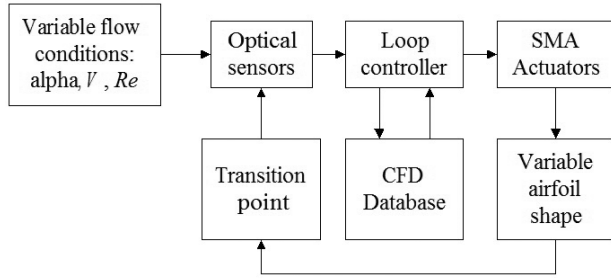 Variable flow
conditions:
alpha, V , Re
Optical
sensors
Loop
controller
SMA
Actuators
Transition
point
CFD
Database
Variable
airfoil
shape